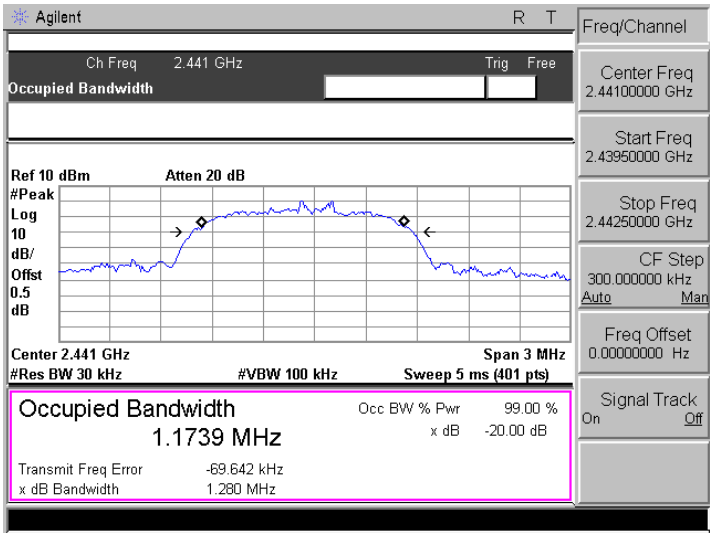 Agilent R T
Ch Freq 2.441 GHz Trig Free
Occupied Bandwidth
Ref 10 dBm Atten 20 dB
#Peak
Log
10
dB/
Offst
0.5
dB
Center 2.441 GHz Span 3 MHz
#Res BW 30 kHz #VBW 100 kHz Sweep 5 ms (401 pts)
Occupied Bandwidth Occ BW % Pwr 99.00 %
1.1739 MHz x dB -20.00 dB
Transmit Freq Error -69.642 kHz
x dB Bandwidth 1.280 MHz
Freq/Channel
Center Freq
2.44100000 GHz
Start Freq
2.43950000 GHz
Stop Freq
2.44250000 GHz
CF Step
300.000000 kHz
Auto Man
Freq Offset
0.00000000 Hz
Signal Track
On Off